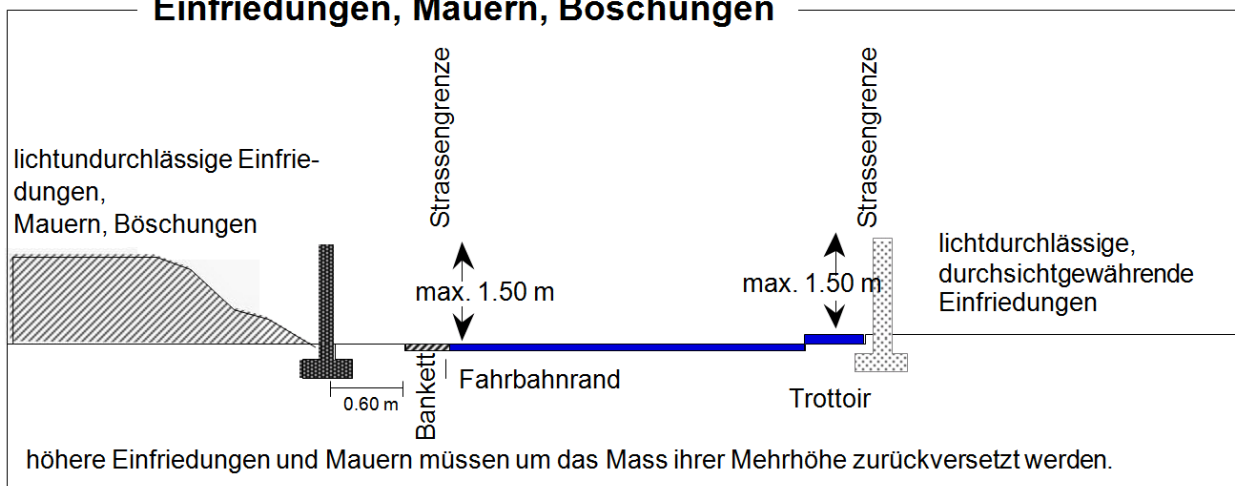 Einfriedungen, Mauern, Böschungen
Strassengrenze
Strassengrenze
lichtundurchlässige Einfrie-
dungen,
Mauern, Böschungen
lichtdurchlässige,
durchsichtgewährende
Einfriedungen
max. 1.50 m
max. 1.50 m
Bankett
Fahrbahnrand
Trottoir
0.60 m
höhere Einfriedungen und Mauern müssen um das Mass ihrer Mehrhöhe zurückversetzt werden.